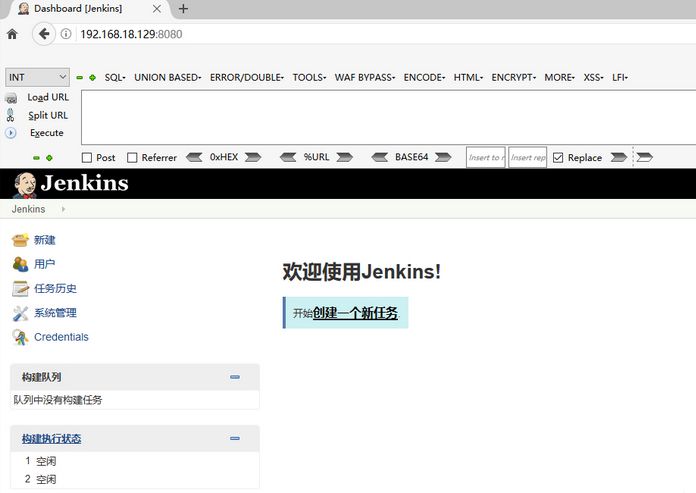 Dashboard [Jenkins]
192.168.18.129:8080
INT SQL UNION BASED ERROR/DOUBLE TOOLS WAF BYPASS ENCODE HTML ENCRYPT MORE XSS LFI
Load URL
Split URL
Execute
Post Referrer 0xHEX %URL BASE64 Insert to r Insert rep Replace
Jenkins
Jenkins
新建
用户
任务历史
系统管理
Credentials
欢迎使用Jenkins!
开始创建一个新任务.
构建队列
队列中没有构建任务
构建执行状态
1 空闲
2 空闲